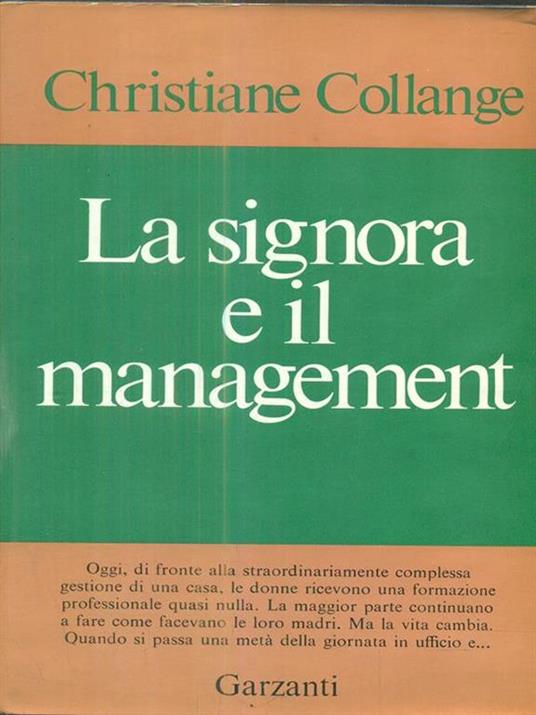 Christiane Collange
La signora
e il
management
Oggi, di fronte alla straordinariamente complessa
gestione di una casa, le donne ricevono una formazione
professionale quasi nulla. La maggior parte continuano
a fare come facevano le loro madri. Ma la vita cambia.
Quando si passa una metà della giornata in ufficio e...
Garzanti